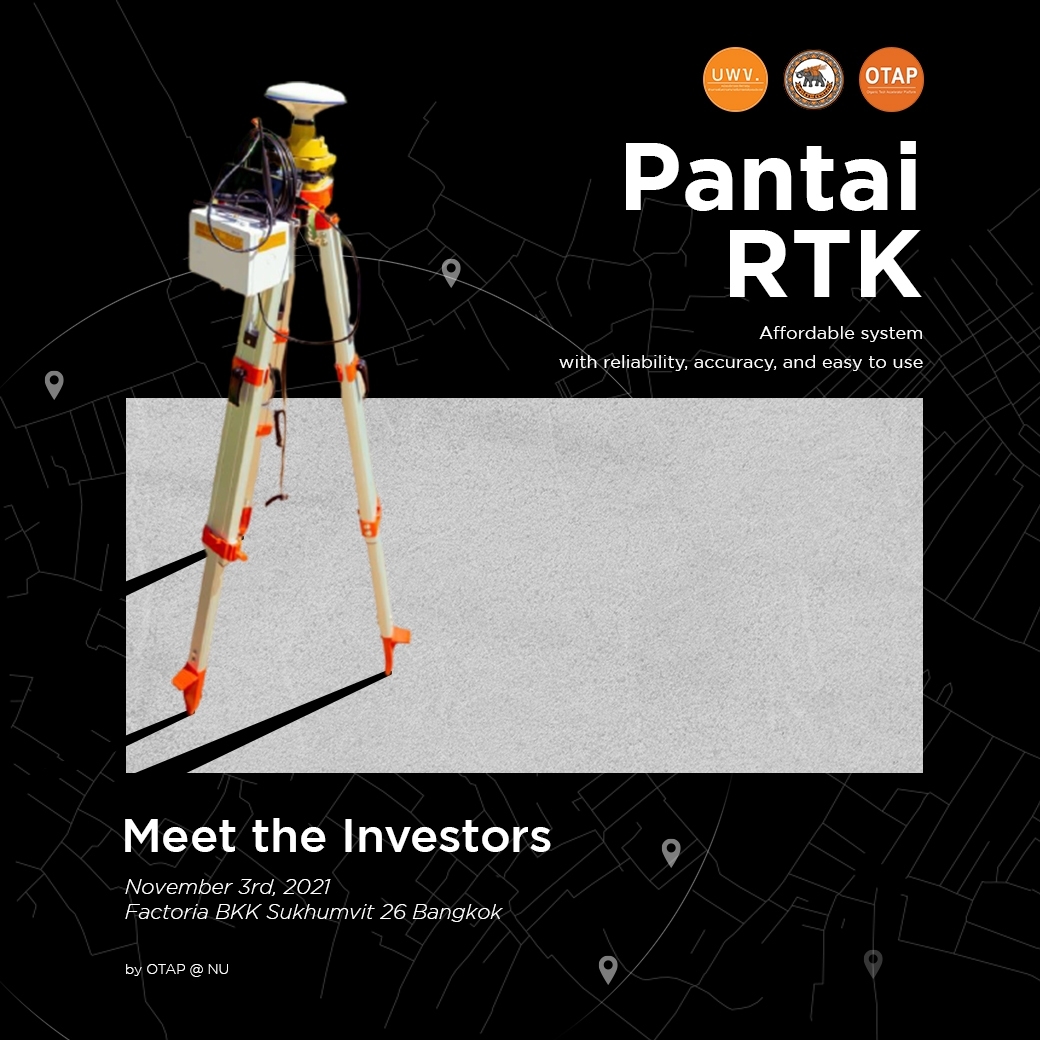 UWV.
OTAP
Pantai
RTK
Affordable system
with reliability, accuracy, and easy to use
Meet the Investors
November 3rd, 2021
Factoria BKK Sukhumvit 26 Bangkok
by OTAP @ NU